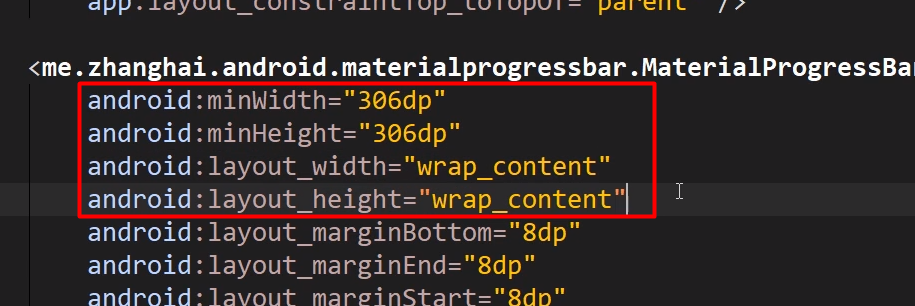 app:layout_constraintTop_toTopOf="parent" />
<me.zhanghai.android.materialprogressbar.MaterialProgressBar
android:minWidth="306dp"
android:minHeight="306dp"
android:layout_width="wrap_content"
android:layout_height="wrap_content"
android:layout_marginBottom="8dp"
android:layout_marginEnd="8dp"
android:layout_marginStart="8dp"